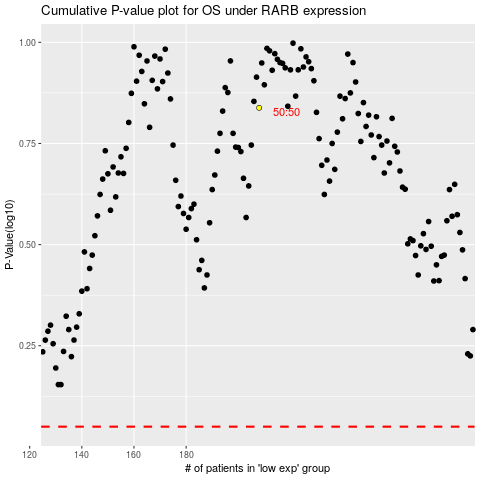 Cumulative P-value plot for OS under RARB expression
P-Value(log10)
1.00
0.75
0.50
0.25
50:50
120 140 160 180
# of patients in 'low exp' group